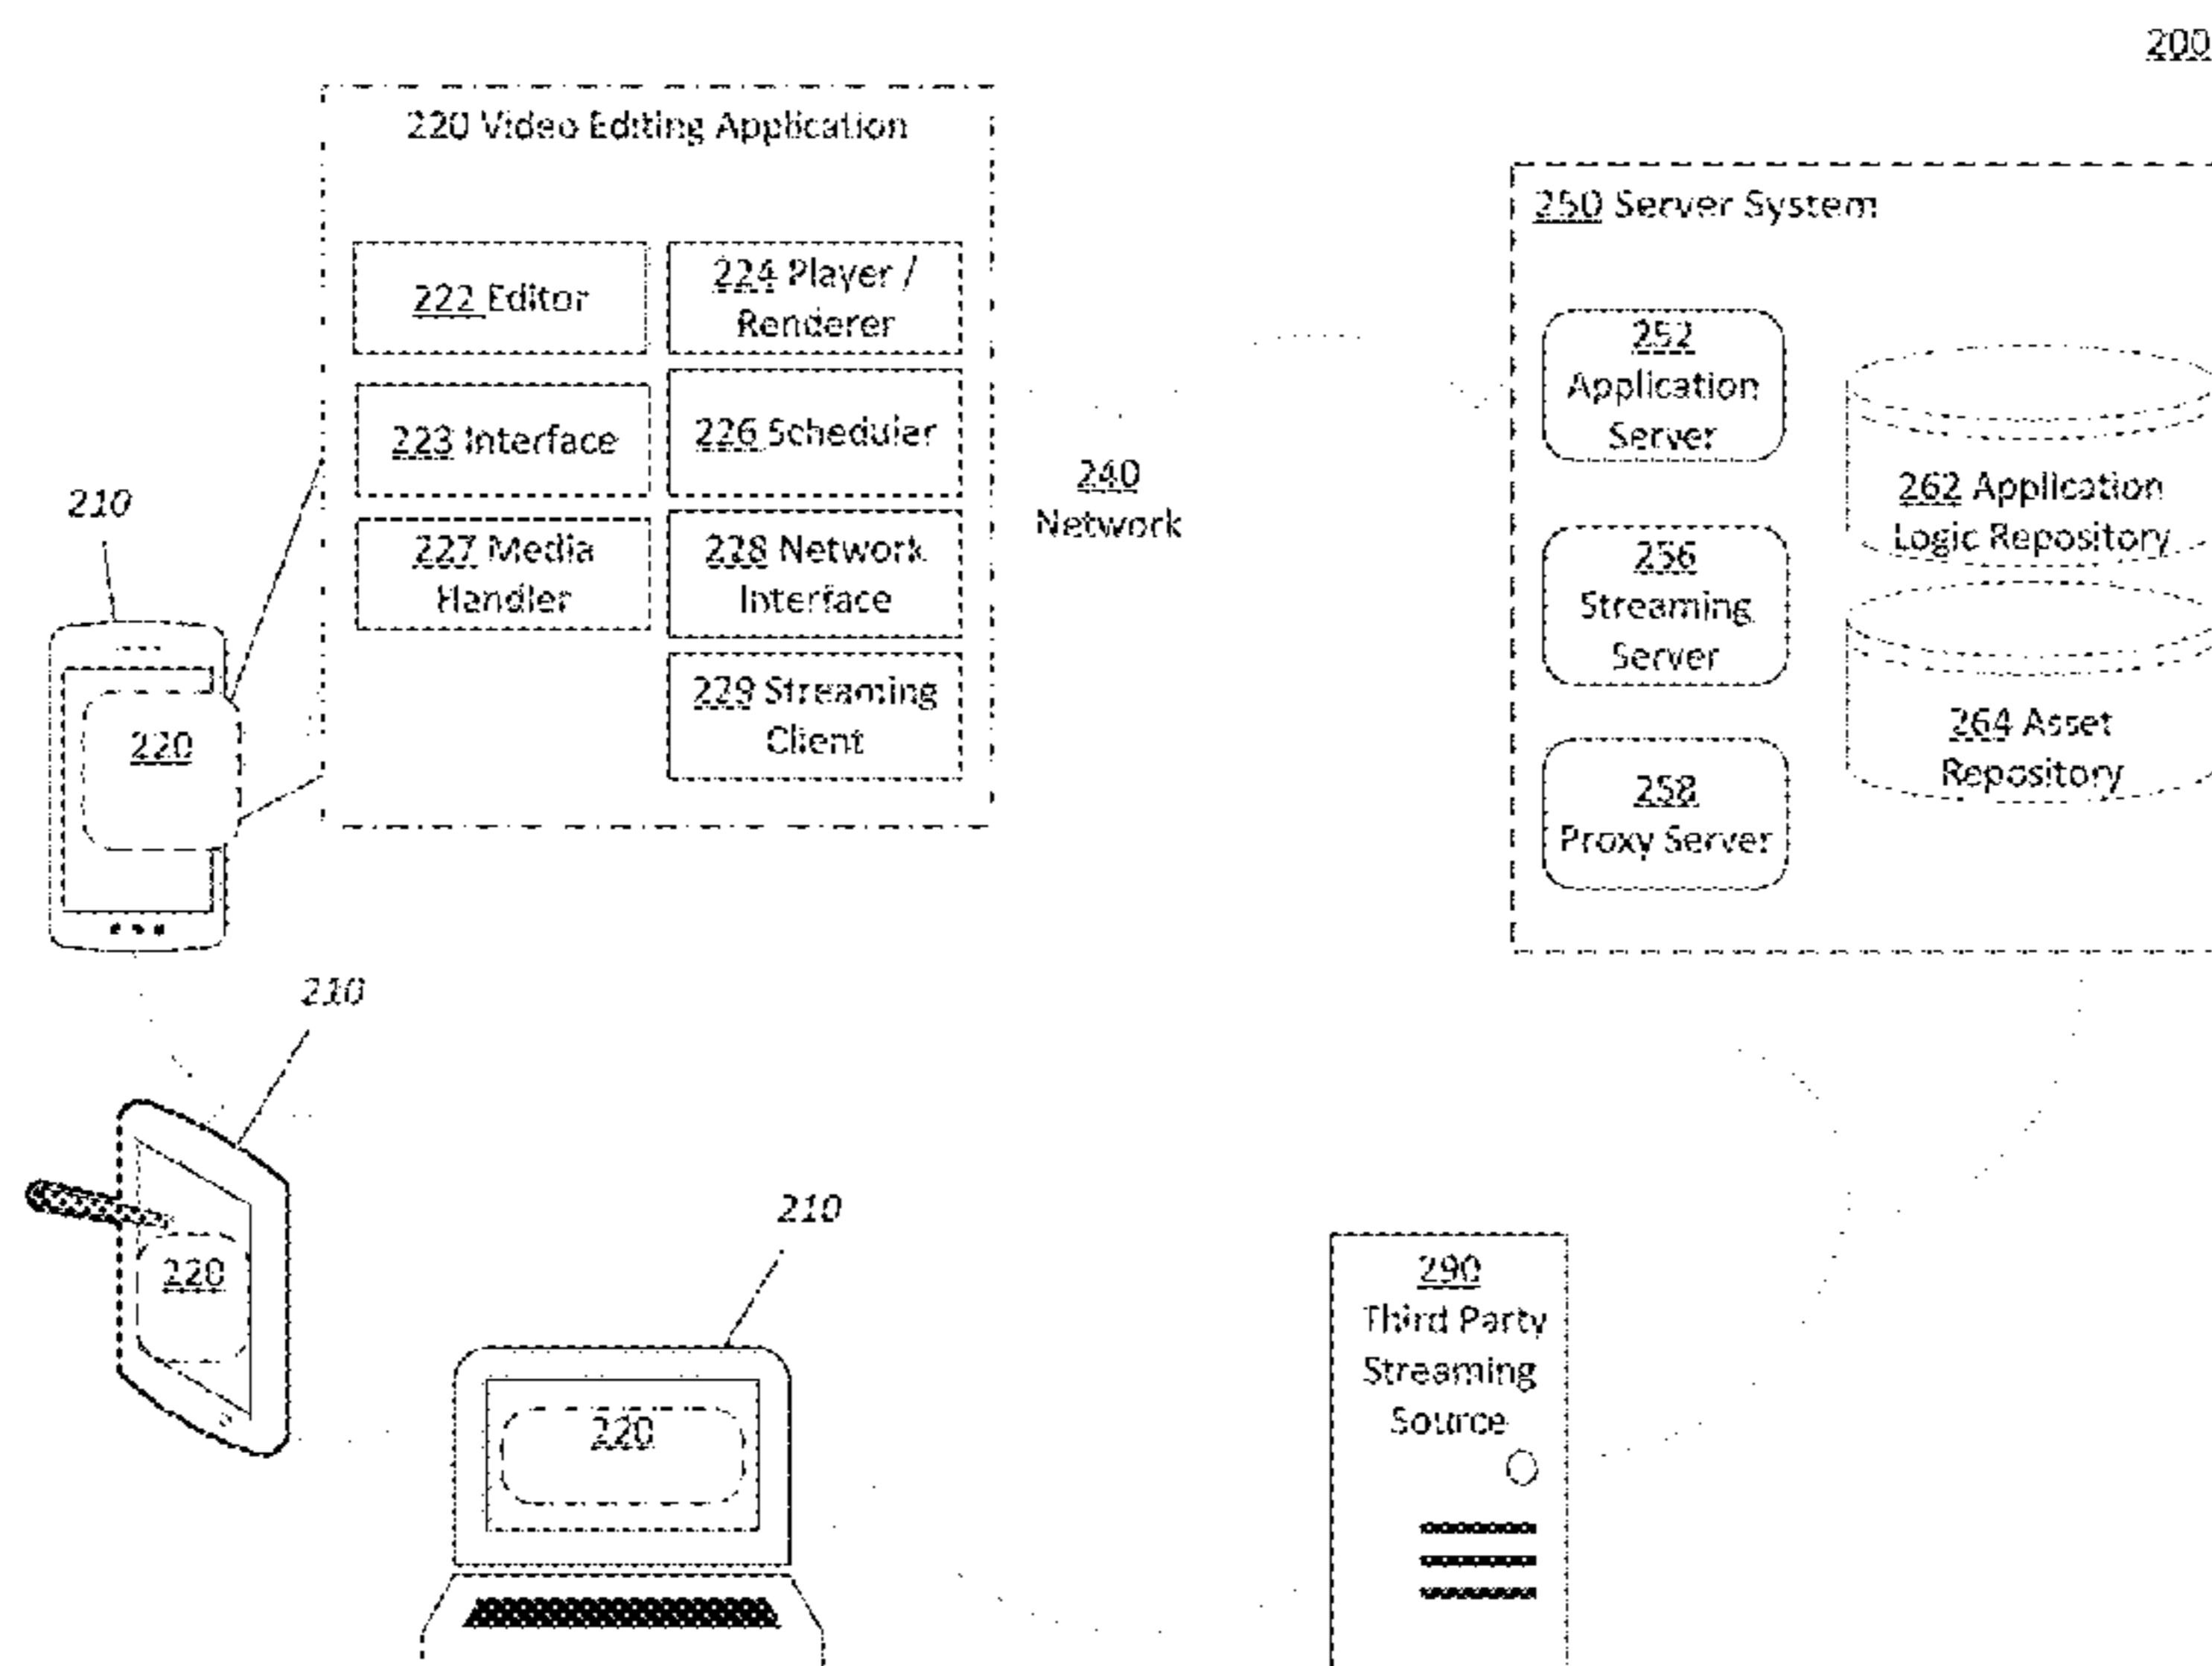 200
220 Video Editing Application
222 Editor
224 Player /
Renderer
223 Interface
226 Scheduler
227 Media
Handler
228 Network
Interface
229 Streaming
Client
240
Network
250 Server System
252
Application
Server
256
Streaming
Server
258
Proxy Server
262 Application
Logic Repository
264 Asset
Repository
210
220
210
220
210
220
290
Third Party
Streaming
Source